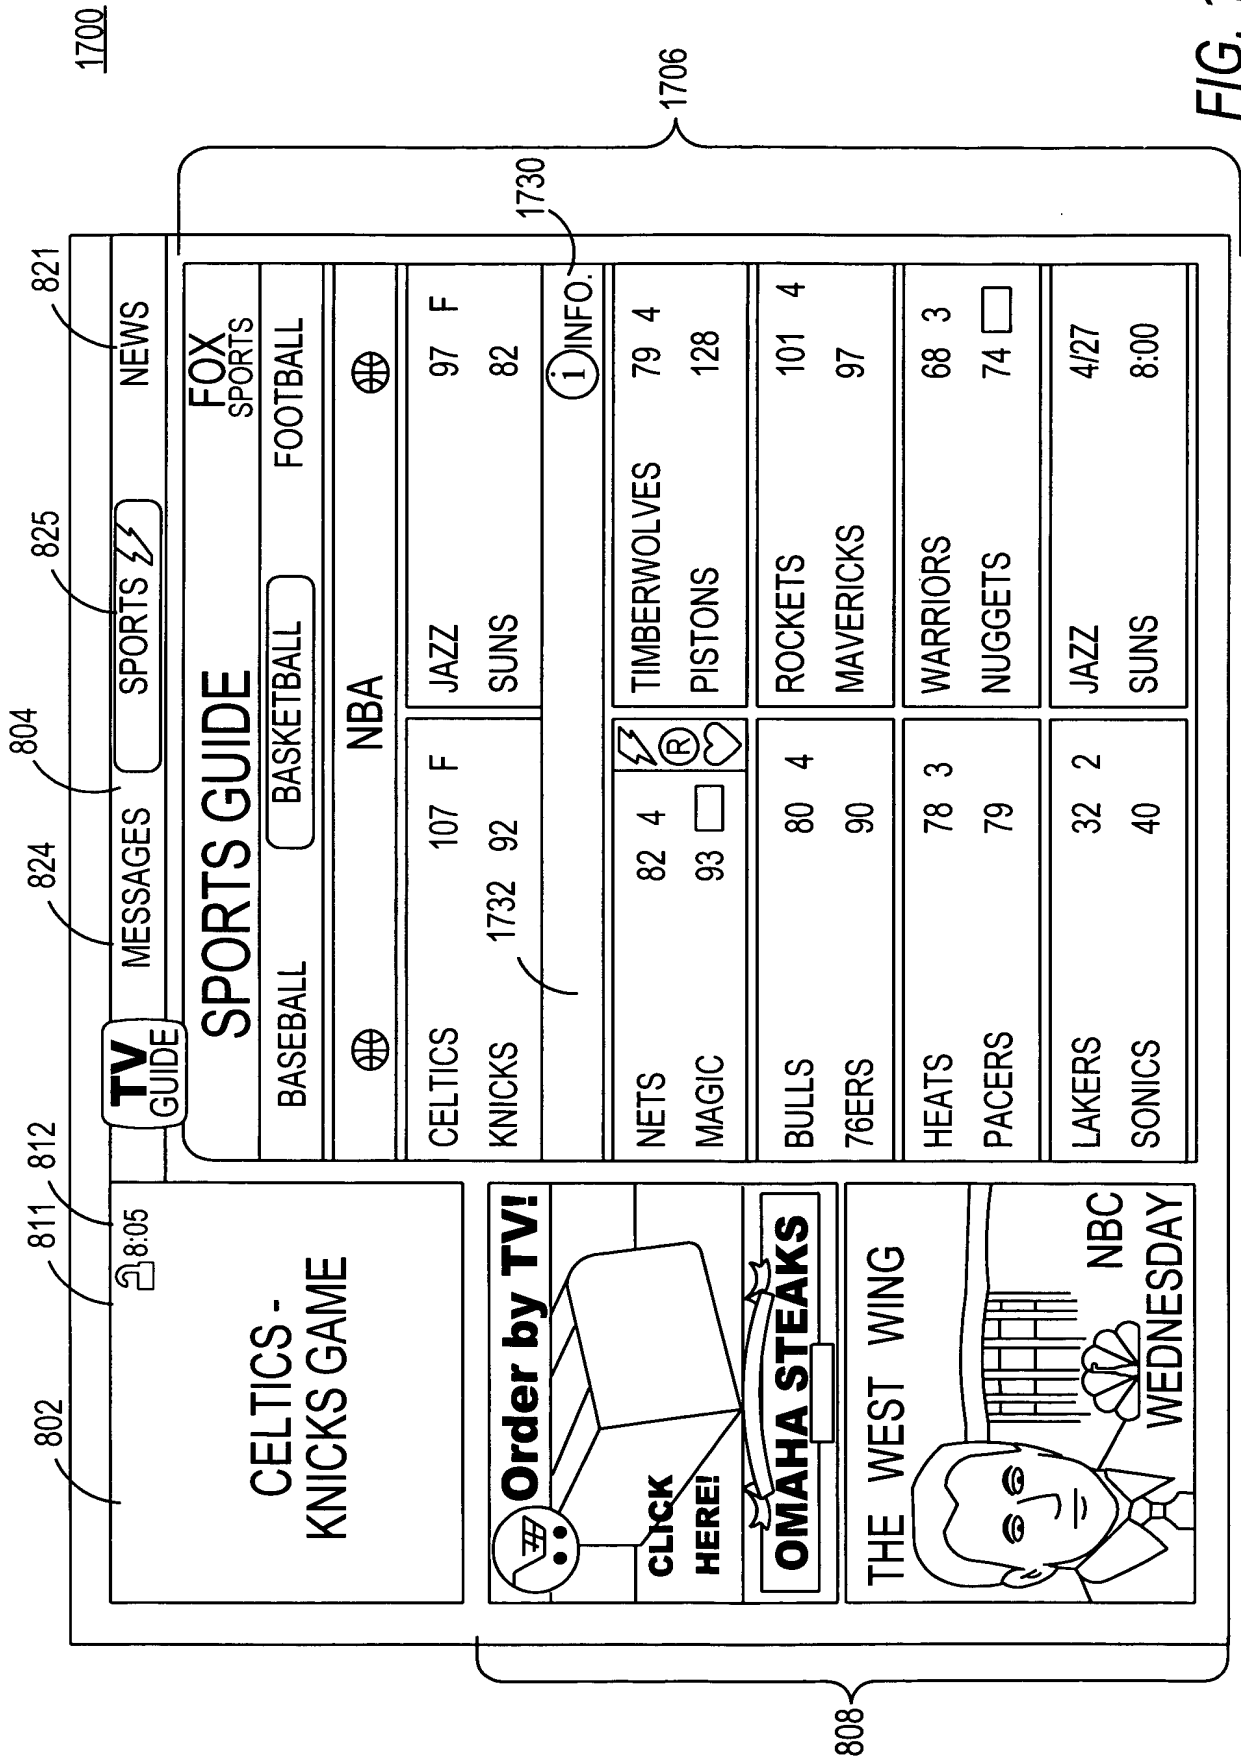 1700
802
811
812
824
804
825
821
8:05
CELTICS -
KNICKS GAME
TV
GUIDE
MESSAGES
SPORTS
NEWS
SPORTS GUIDE
FOX
SPORTS
BASEBALL
BASKETBALL
FOOTBALL
NBA
CELTICS 107 F
KNICKS 92
JAZZ 97 F
SUNS 82
1732
i INFO.
1730
NETS 82 4
MAGIC 93
R
TIMBERWOLVES 79 4
PISTONS 128
BULLS 80 4
76ERS 90
ROCKETS 101 4
MAVERICKS 97
HEATS 78 3
PACERS 79
WARRIORS 68 3
NUGGETS 74
LAKERS 32 2
SONICS 40
JAZZ 4/27
SUNS 8:00
1706
Order by TV!
CLICK
HERE!
OMAHA STEAKS
THE WEST WING
NBC
WEDNESDAY
808
FIG.